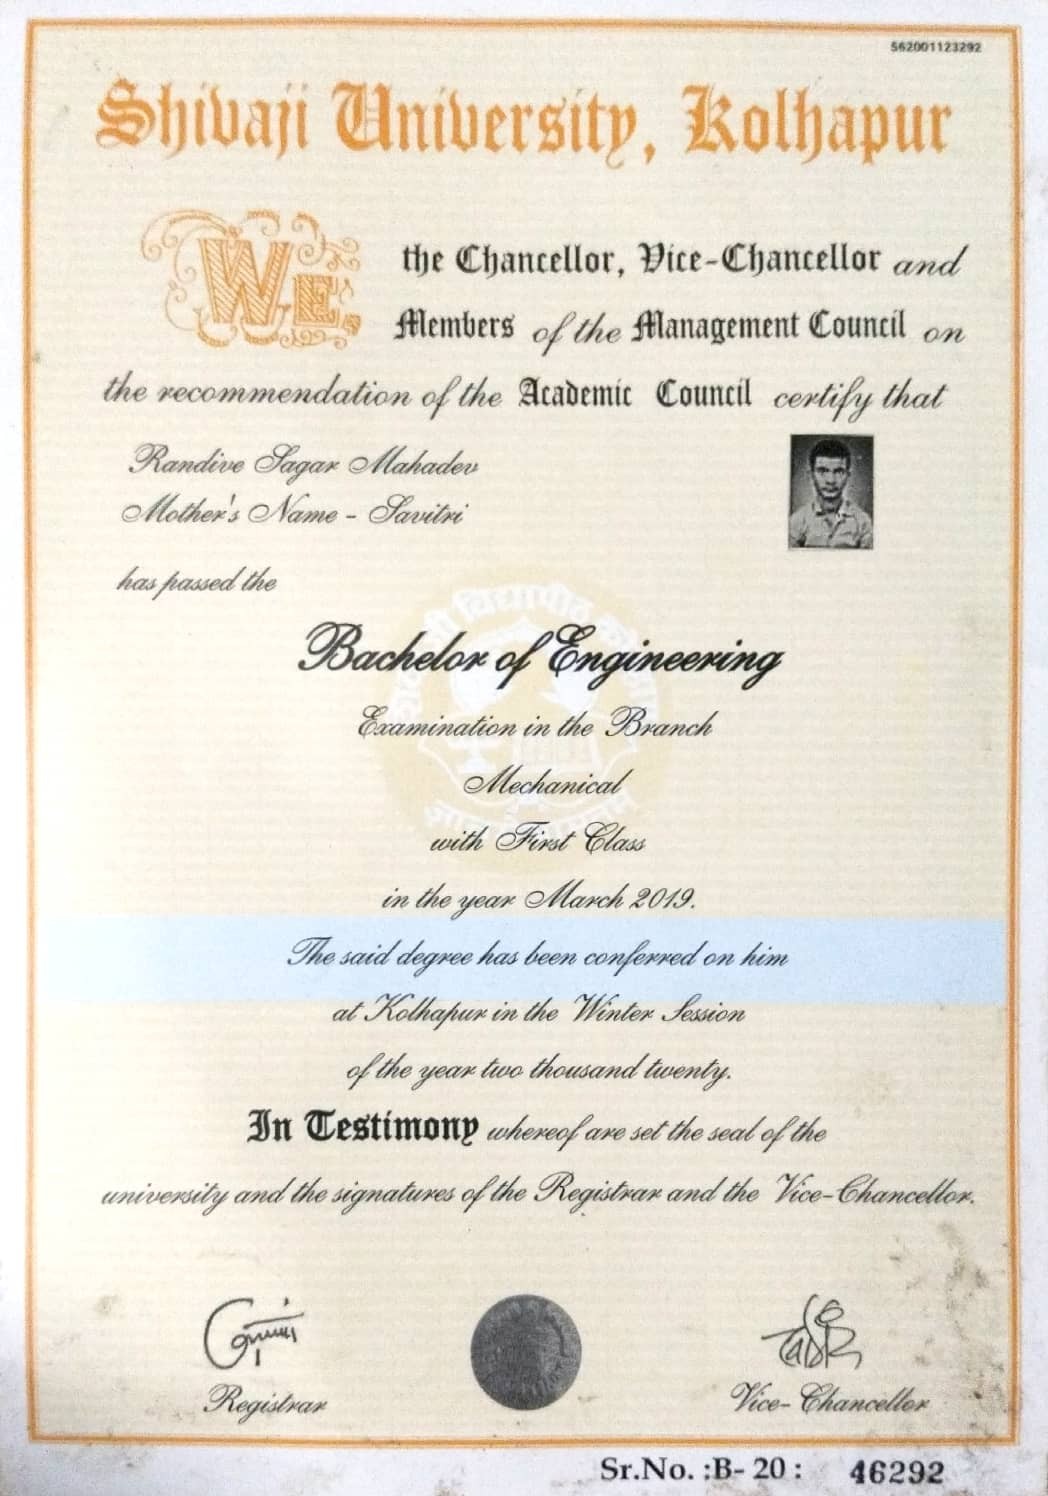 562001123292
Shivaji University, Kolhapur
We, the Chancellor, Vice-Chancellor and
Members of the Management Council on
the recommendation of the Academic Council certify that
Randive Sagar Mahadev
Mother's Name - Savitri
has passed the
Bachelor of Engineering
Examination in the Branch
Mechanical
with First Class
in the year March 2019.
The said degree has been conferred on him
at Kolhapur in the Winter Session
of the year two thousand twenty.
In Testimony whereof are set the seal of the
university and the signatures of the Registrar and the Vice-Chancellor.
Registrar
Vice-Chancellor
Sr.No. :B- 20 : 46292